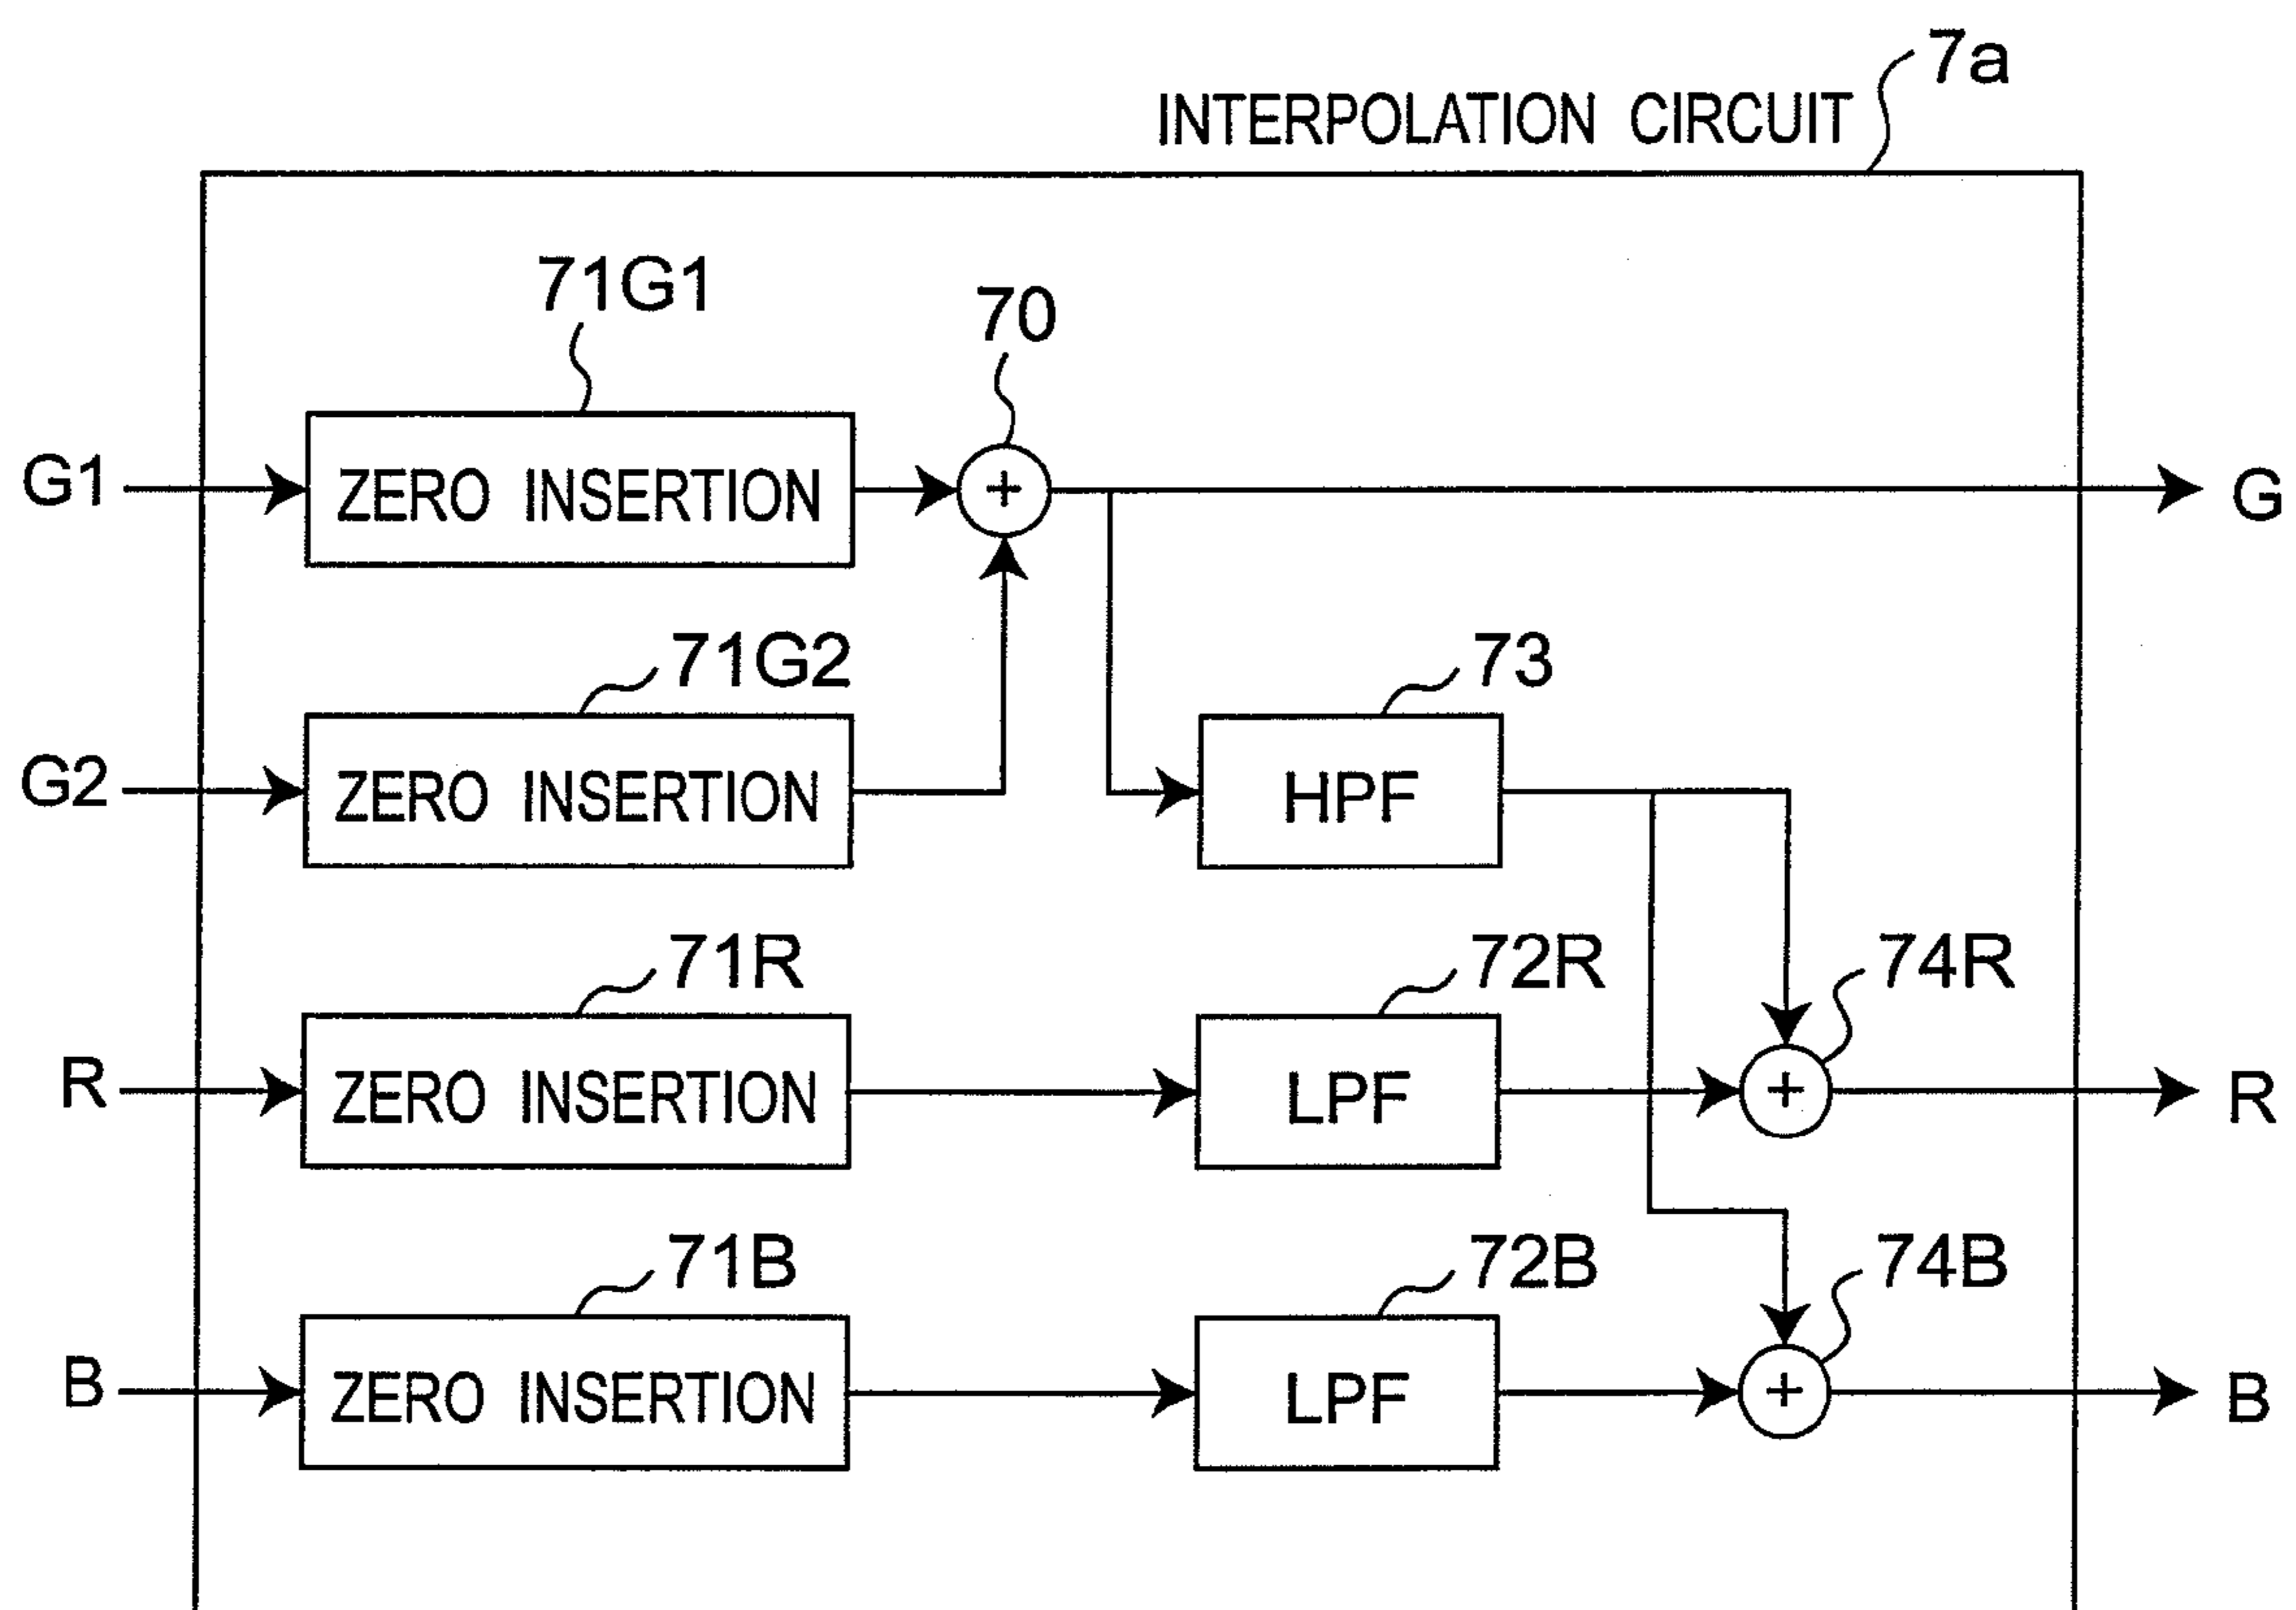 7a
INTERPOLATION CIRCUIT
71G1
70
G1
ZERO INSERTION
+
G
71G2
73
G2
ZERO INSERTION
HPF
71R
72R
74R
R
ZERO INSERTION
LPF
+
R
71B
72B
74B
B
ZERO INSERTION
LPF
+
B